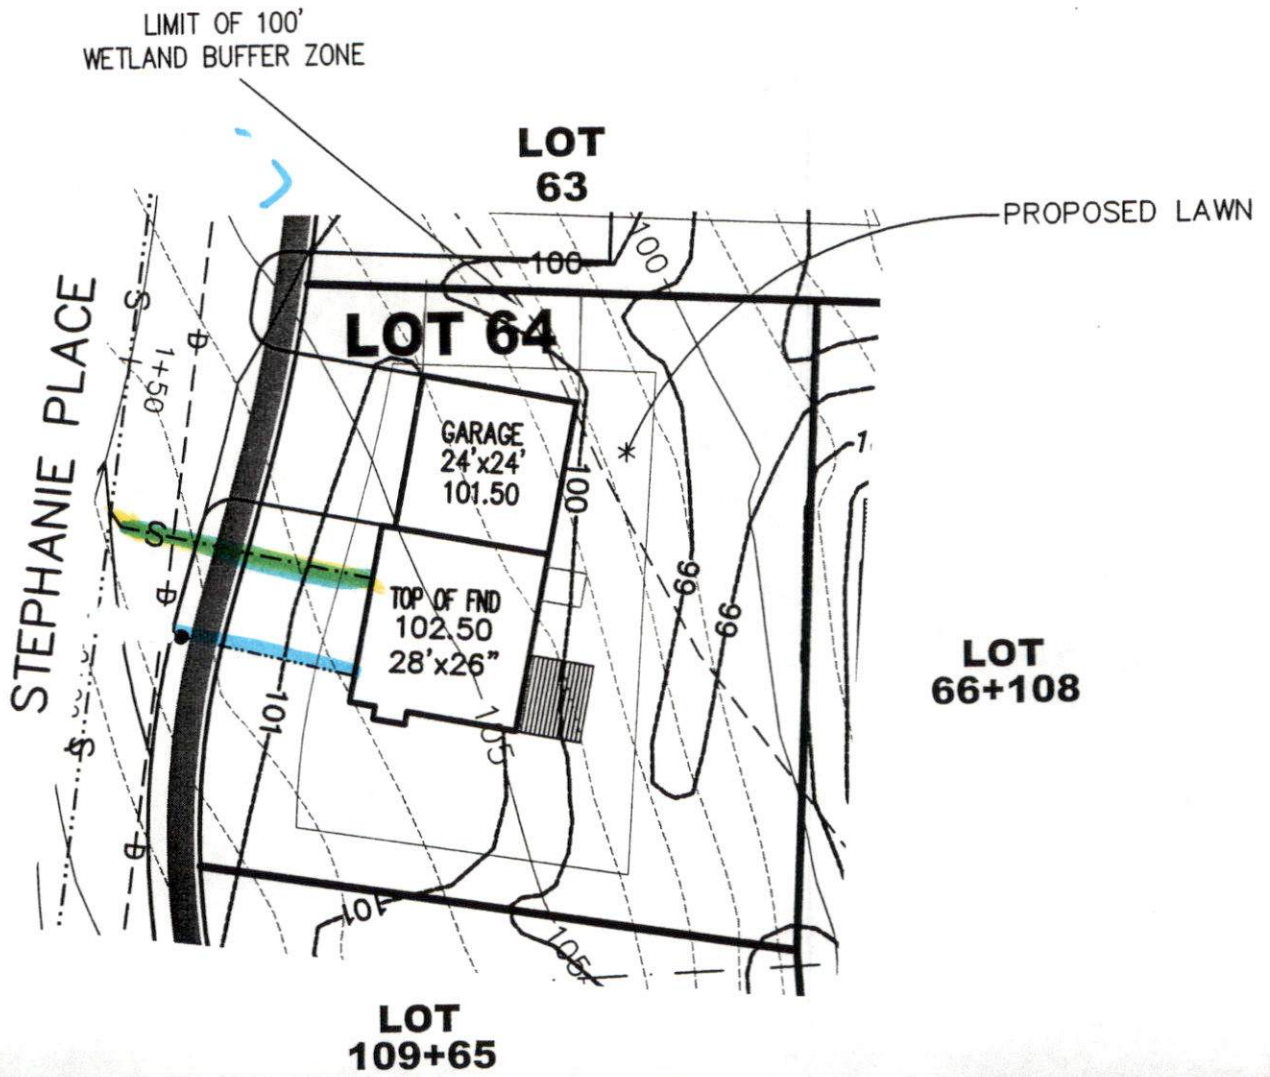 LIMIT OF 100'
WETLAND BUFFER ZONE
LOT
63
PROPOSED LAWN
100
100
LOT 64
STEPHANIE PLACE
S
D
1+50
GARAGE
24'x24'
101.50
100
S
D
TOP OF FND
102.50
28'x26"
99
99
LOT
66+108
101
105
S
D
101
105
LOT
109+65